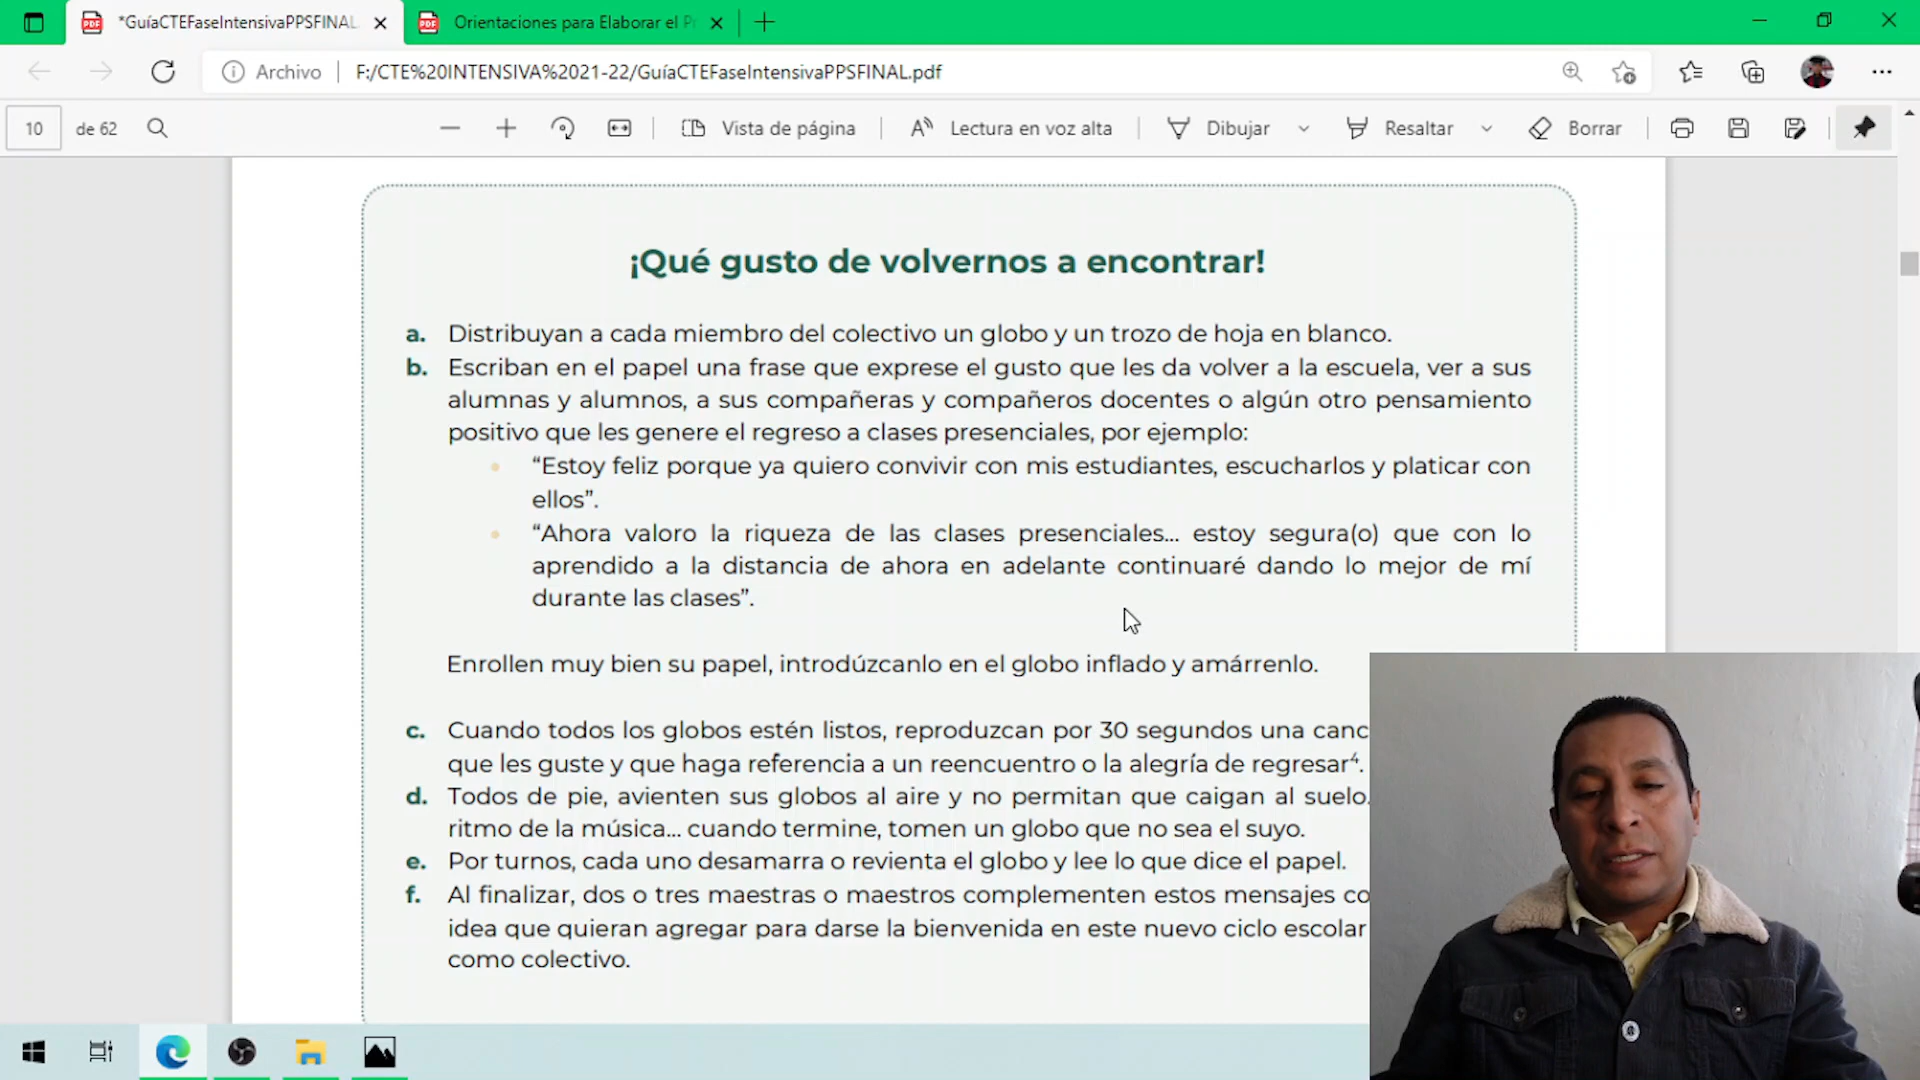 *GuíaCTEFaseIntensivaPPSFINAL
Orientaciones para Elaborar el P
Archivo
F:/CTE%20INTENSIVA%2021-22/GuíaCTEFaseIntensivaPPSFINAL.pdf
10 de 62
Vista de página
Lectura en voz alta
Dibujar
Resaltar
Borrar
¡Qué gusto de volvernos a encontrar!
a. Distribuyan a cada miembro del colectivo un globo y un trozo de hoja en blanco.
b. Escriban en el papel una frase que exprese el gusto que les da volver a la escuela, ver a sus
alumnas y alumnos, a sus compañeras y compañeros docentes o algún otro pensamiento
positivo que les genere el regreso a clases presenciales, por ejemplo:
“Estoy feliz porque ya quiero convivir con mis estudiantes, escucharlos y platicar con
ellos”.
“Ahora valoro la riqueza de las clases presenciales... estoy segura(o) que con lo
aprendido a la distancia de ahora en adelante continuaré dando lo mejor de mí
durante las clases”.
Enrollen muy bien su papel, introdúzcanlo en el globo inflado y amárrenlo.
c. Cuando todos los globos estén listos, reproduzcan por 30 segundos una canc
que les guste y que haga referencia a un reencuentro o la alegría de regresar⁴.
d. Todos de pie, avienten sus globos al aire y no permitan que caigan al suelo.
ritmo de la música... cuando termine, tomen un globo que no sea el suyo.
e. Por turnos, cada uno desamarra o revienta el globo y lee lo que dice el papel.
f. Al finalizar, dos o tres maestras o maestros complementen estos mensajes co
idea que quieran agregar para darse la bienvenida en este nuevo ciclo escolar
como colectivo.